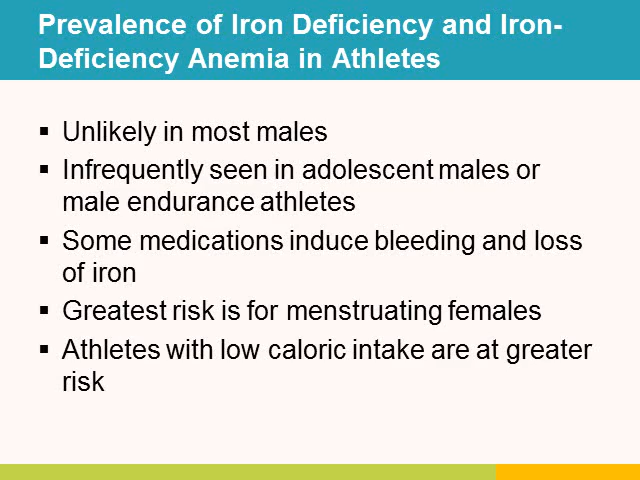 Prevalence of Iron Deficiency and Iron-
Deficiency Anemia in Athletes
▪ Unlikely in most males
▪ Infrequently seen in adolescent males or
male endurance athletes
▪ Some medications induce bleeding and loss
of iron
▪ Greatest risk is for menstruating females
▪ Athletes with low caloric intake are at greater
risk